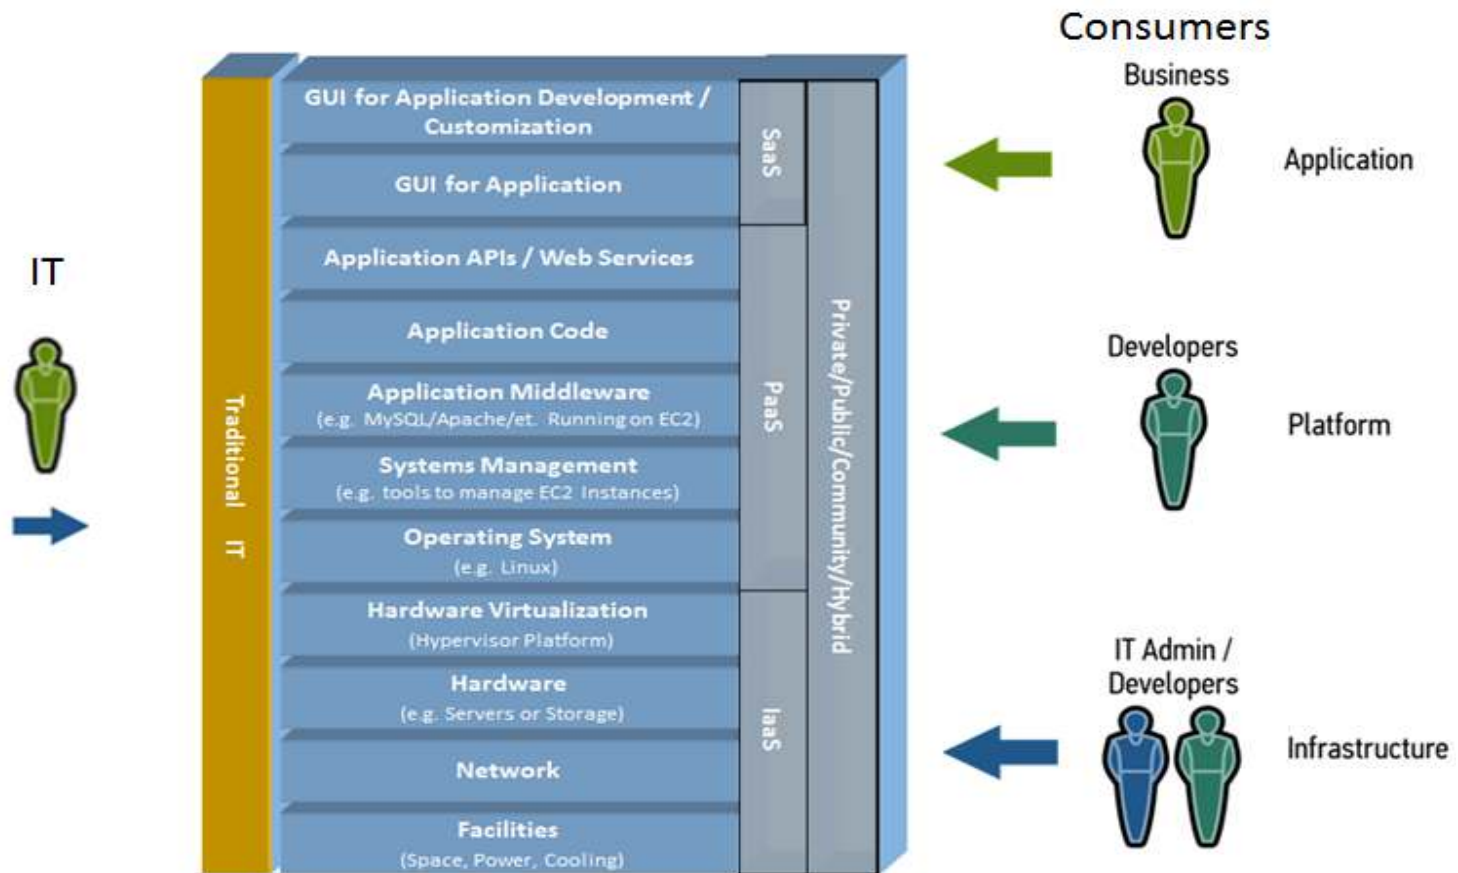 Consumers
IT
Traditional IT
GUI for Application Development /
Customization
GUI for Application
Application APIs / Web Services
Application Code
Application Middleware
(e.g. MySQL/Apache/et. Running on EC2)
Systems Management
(e.g. tools to manage EC2 Instances)
Operating System
(e.g. Linux)
Hardware Virtualization
(Hypervisor Platform)
Hardware
(e.g. Servers or Storage)
Network
Facilities
(Space, Power, Cooling)
SaaS
PaaS
IaaS
Private/Public/Community/Hybrid
Business
Application
Developers
Platform
IT Admin /
Developers
Infrastructure